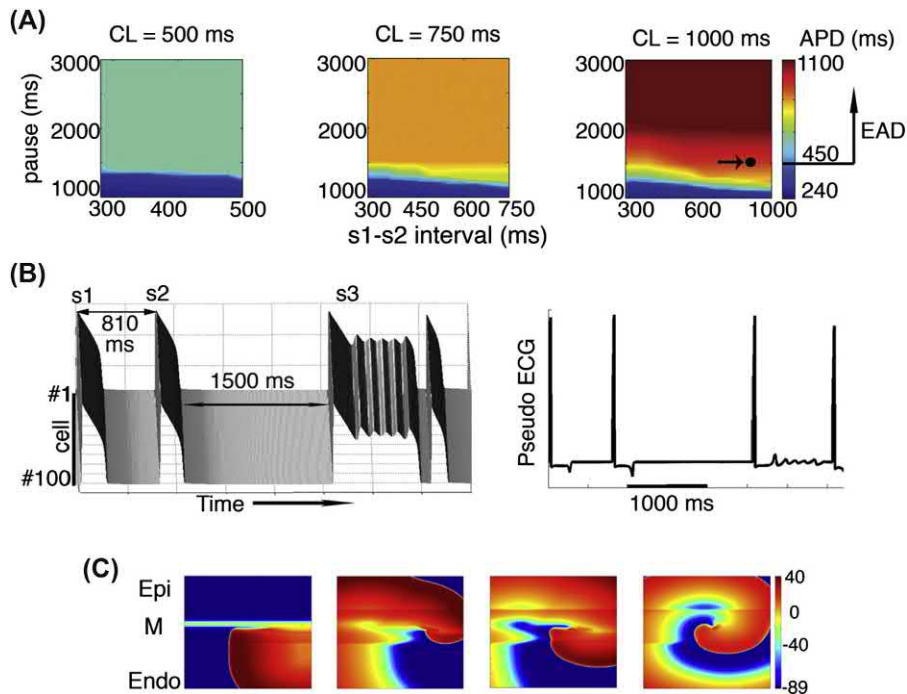 (A)
CL = 500 ms
CL = 750 ms
CL = 1000 ms
APD (ms)
pause (ms)
3000
2000
1000
300
400
500
3000
2000
1000
300
450
600
750
3000
2000
1000
300
600
1000
1100
450
240
EAD
s1-s2 interval (ms)
(B)
s1
s2
s3
810
ms
1500 ms
#1
cell
#100
Time
Pseudo ECG
1000 ms
(C)
Epi
M
Endo
40
0
-40
-89